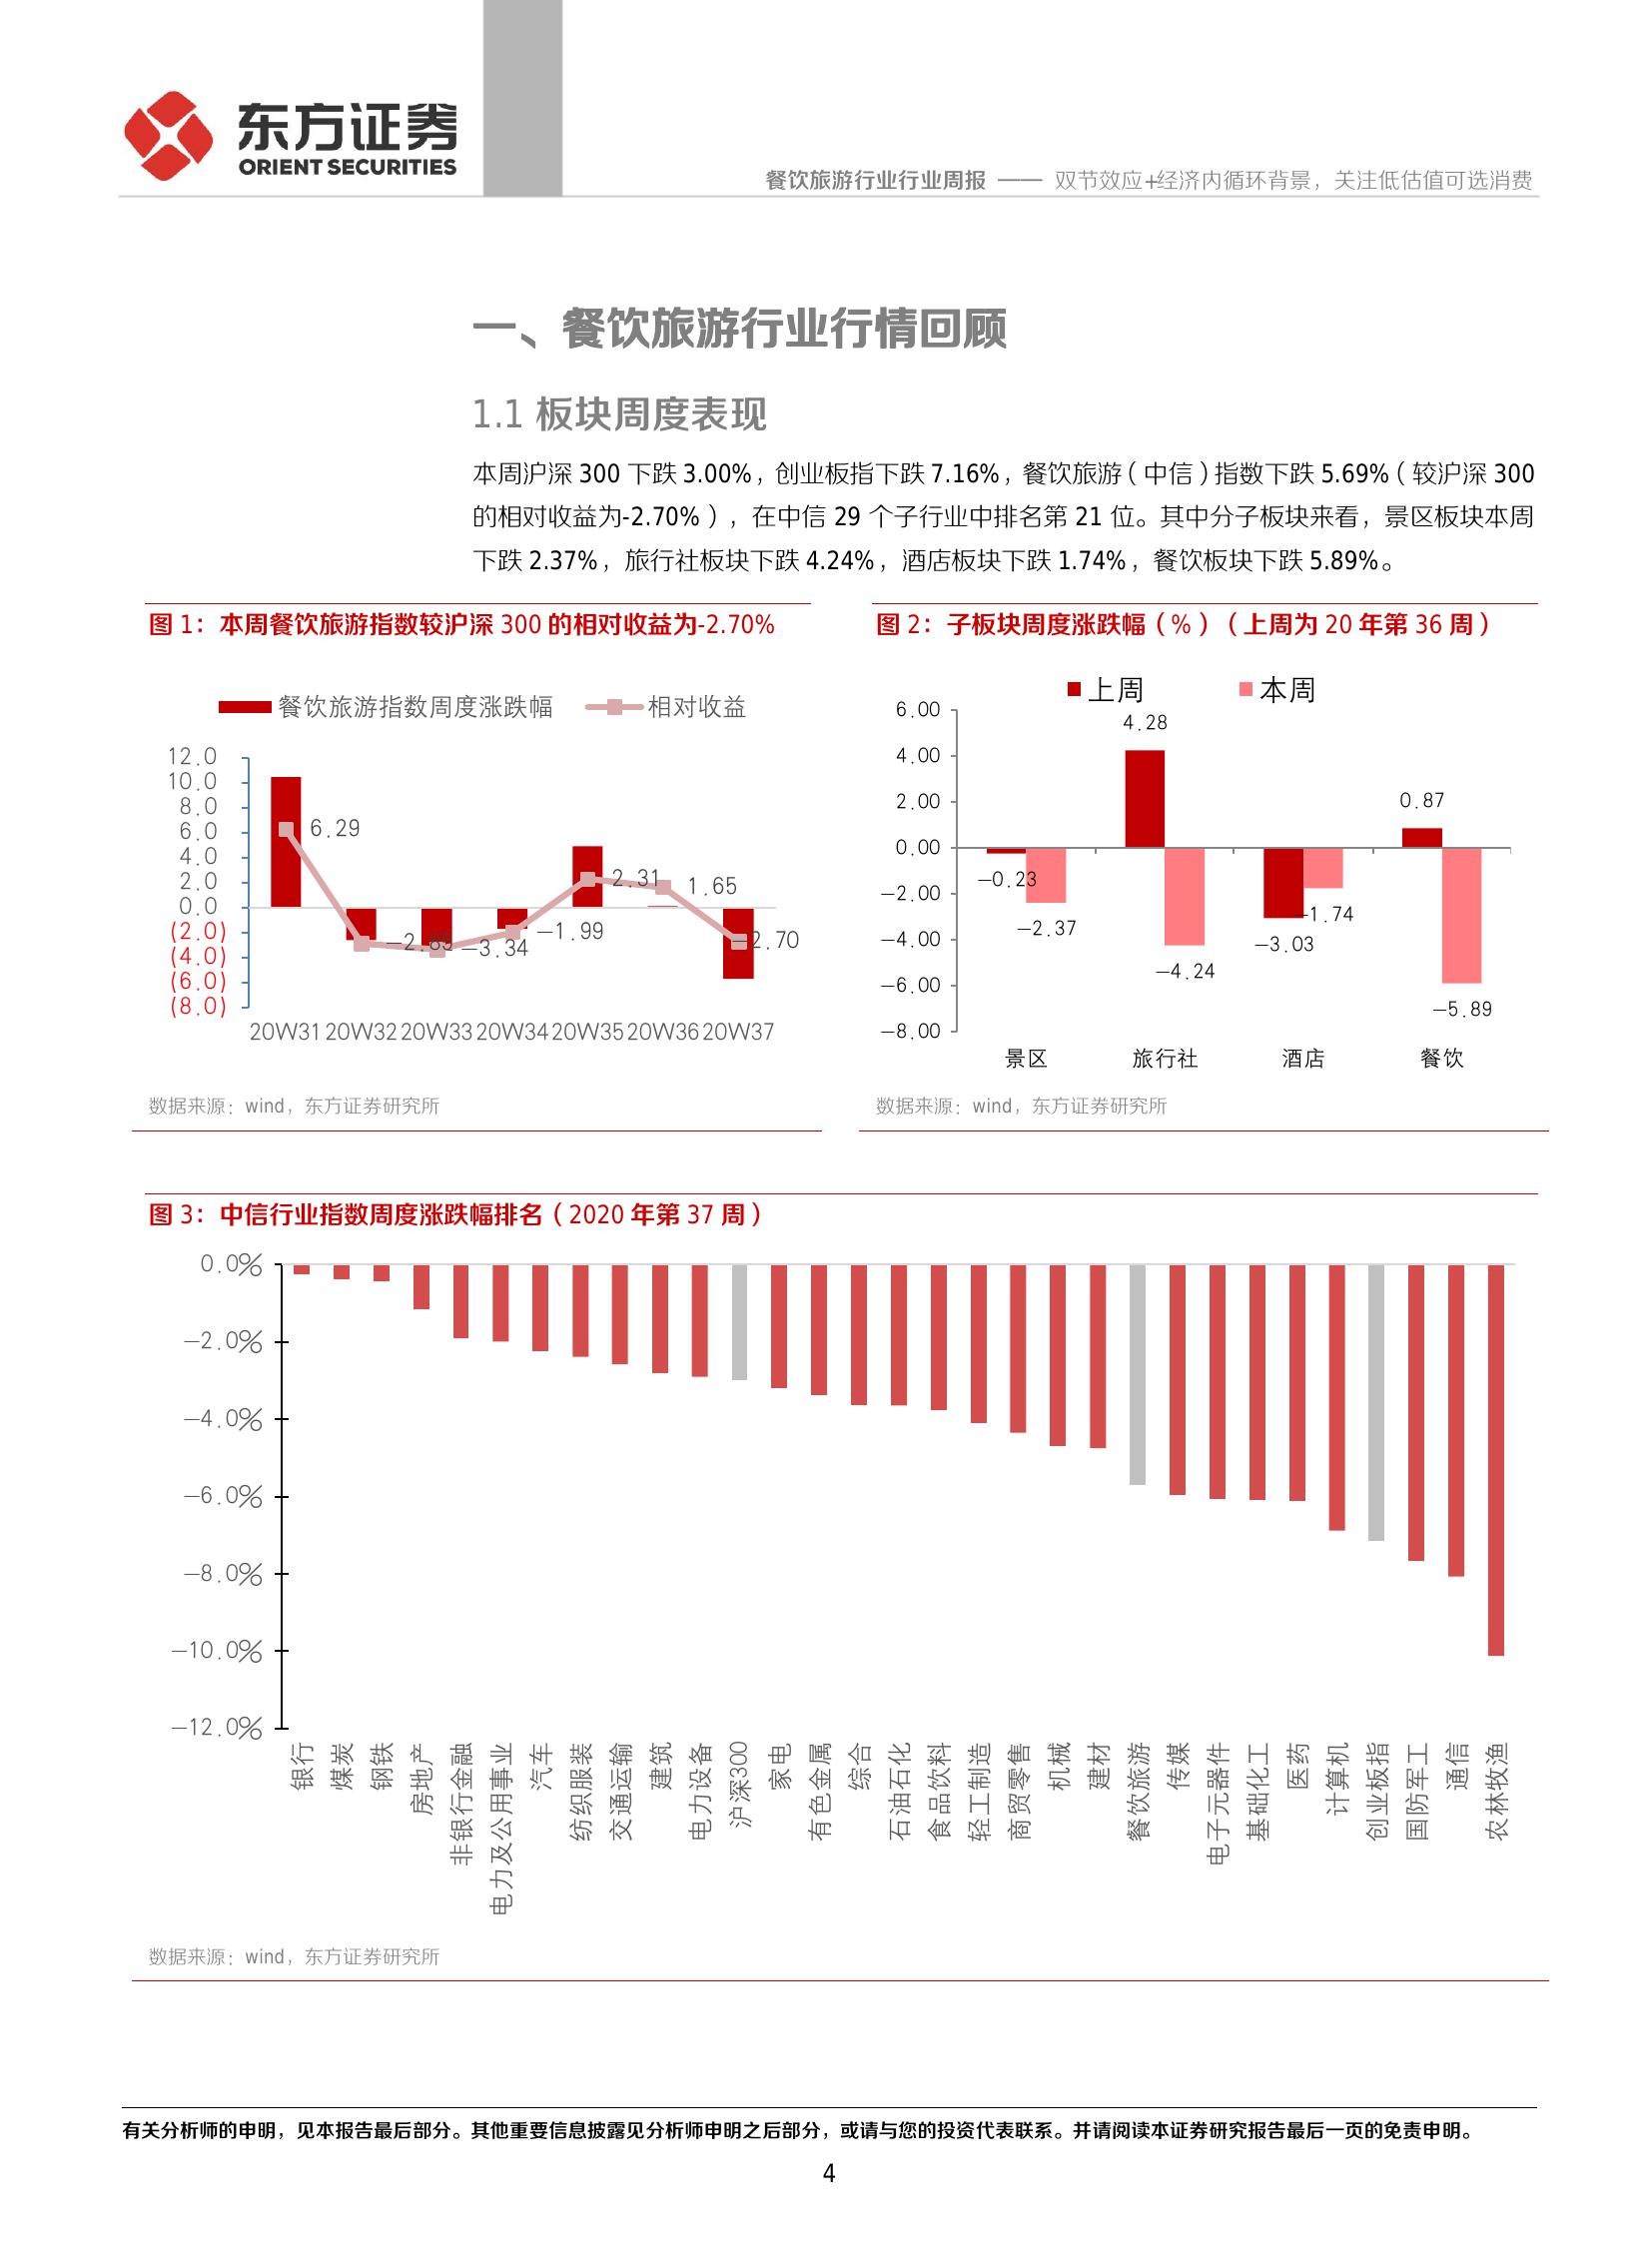 东方证券
ORIENT SECURITIES
餐饮旅游行业行业周报 —— 双节效应+经济内循环背景，关注低估值可选消费
一、餐饮旅游行业行情回顾
1.1 板块周度表现
本周沪深 300 下跌 3.00%，创业板指下跌 7.16%，餐饮旅游（中信）指数下跌 5.69%（较沪深 300
的相对收益为-2.70%），在中信 29 个子行业中排名第 21 位。其中分子板块来看，景区板块本周
下跌 2.37%，旅行社板块下跌 4.24%，酒店板块下跌 1.74%，餐饮板块下跌 5.89%。
图 1：本周餐饮旅游指数较沪深 300 的相对收益为-2.70%
餐饮旅游指数周度涨跌幅 相对收益
12.0
10.0
8.0
6.0
4.0
2.0
0.0
(2.0)
(4.0)
(6.0)
(8.0)
6.29
-3.34
-1.99
2.31
1.65
-2.70
20W31 20W32 20W33 20W34 20W35 20W36 20W37
数据来源：wind，东方证券研究所
图 2：子板块周度涨跌幅（%）（上周为 20 年第 36 周）
上周 本周
6.00
4.00
2.00
0.00
-2.00
-4.00
-6.00
-8.00
-0.23
-2.37
4.28
-4.24
-3.03
-1.74
0.87
-5.89
景区 旅行社 酒店 餐饮
数据来源：wind，东方证券研究所
图 3：中信行业指数周度涨跌幅排名（2020 年第 37 周）
0.0%
-2.0%
-4.0%
-6.0%
-8.0%
-10.0%
-12.0%
银行
煤炭
钢铁
房地产
非银行金融
电力及公用事业
汽车
纺织服装
交通运输
建筑
电力设备
沪深300
家电
有色金属
综合
石油石化
食品饮料
轻工制造
商贸零售
机械
建材
餐饮旅游
传媒
电子元器件
基础化工
医药
计算机
创业板指
国防军工
通信
农林牧渔
数据来源：wind，东方证券研究所
有关分析师的申明，见本报告最后部分。其他重要信息披露见分析师申明之后部分，或请与您的投资代表联系。并请阅读本证券研究报告最后一页的免责申明。
4